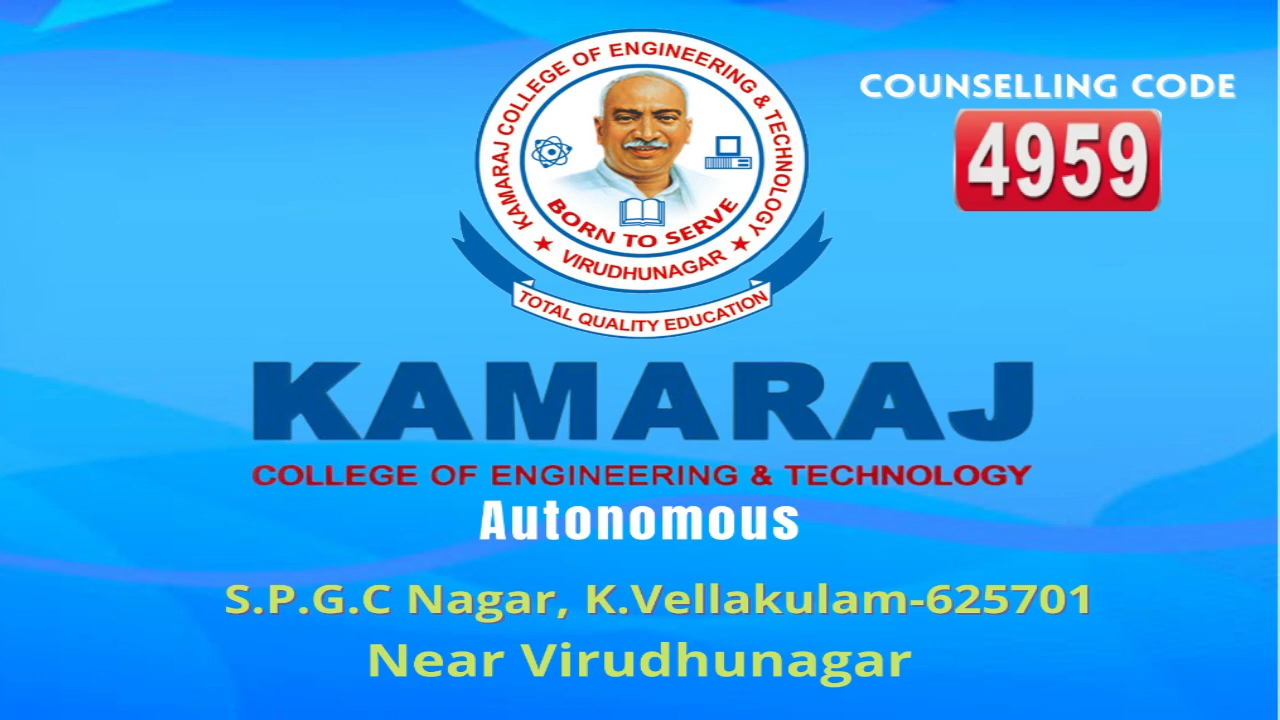 KAMARAJ COLLEGE OF ENGINEERING & TECHNOLOGY
BORN TO SERVE
★ VIRUDHUNAGAR ★
TOTAL QUALITY EDUCATION
COUNSELLING CODE
4959
KAMARAJ
COLLEGE OF ENGINEERING & TECHNOLOGY
Autonomous
S.P.G.C Nagar, K.Vellakulam-625701
Near Virudhunagar